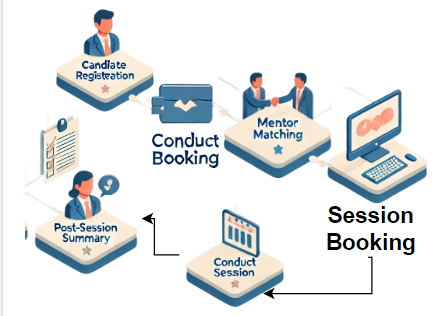 Candiate
Registration
Conduct
Booking
Mentor
Matching
Session
Booking
Conduct
Session
Post-Session
Summary